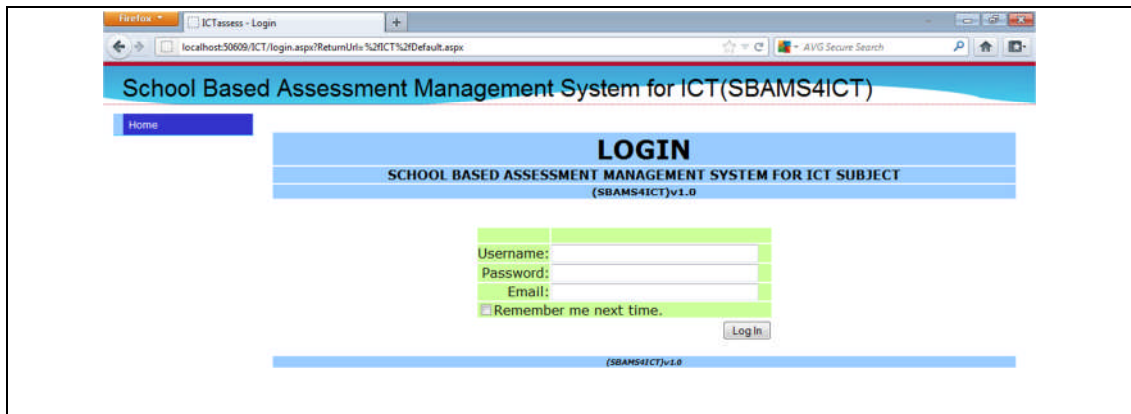 Firefox
ICTassess - Login
localhost:50609/ICT/login.aspx?ReturnUrl=%2fICT%2fDefault.aspx
AVG Secure Search
School Based Assessment Management System for ICT(SBAMS4ICT)
Home
LOGIN
SCHOOL BASED ASSESSMENT MANAGEMENT SYSTEM FOR ICT SUBJECT
(SBAMS4ICT)v1.0
Username:
Password:
Email:
Remember me next time.
Log In
(SBAMS4ICT)v1.0